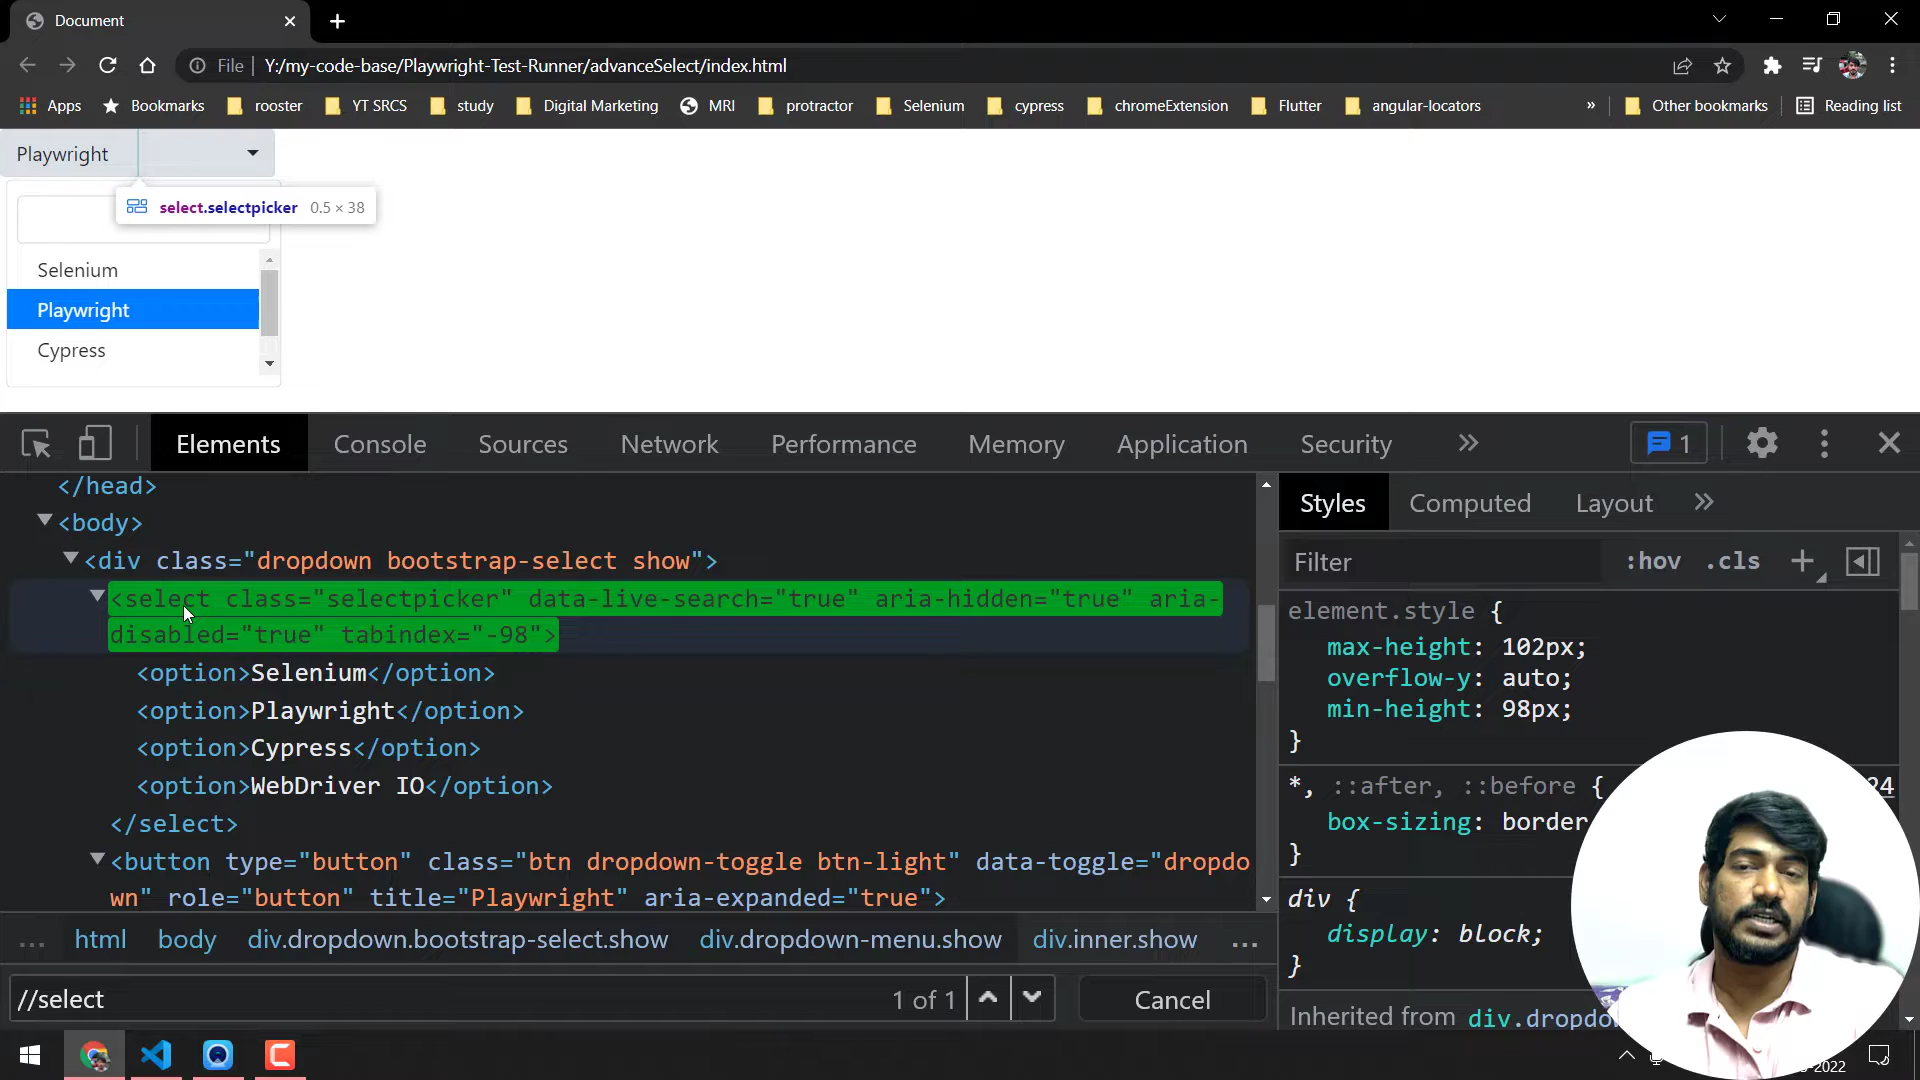 Document
File Y:/my-code-base/Playwright-Test-Runner/advanceSelect/index.html
Apps Bookmarks rooster YT SRCS study Digital Marketing MRI protractor Selenium cypress chromeExtension Flutter angular-locators » Other bookmarks Reading list
Playwright
select.selectpicker 0.5 × 38
Selenium
Playwright
Cypress
Elements Console Sources Network Performance Memory Application Security » 1
</head>
<body>
<div class="dropdown bootstrap-select show">
<select class="selectpicker" data-live-search="true" aria-hidden="true" aria-
disabled="true" tabindex="-98">
<option>Selenium</option>
<option>Playwright</option>
<option>Cypress</option>
<option>WebDriver IO</option>
</select>
<button type="button" class="btn dropdown-toggle btn-light" data-toggle="dropdo
wn" role="button" title="Playwright" aria-expanded="true">
... html body div.dropdown.bootstrap-select.show div.dropdown-menu.show div.inner.show ...
//select 1 of 1 Cancel
Styles Computed Layout »
Filter :hov .cls
element.style {
max-height: 102px;
overflow-y: auto;
min-height: 98px;
}
*, ::after, ::before { 24
box-sizing: border
}
div {
display: block;
}
Inherited from div.dropdo
-2022